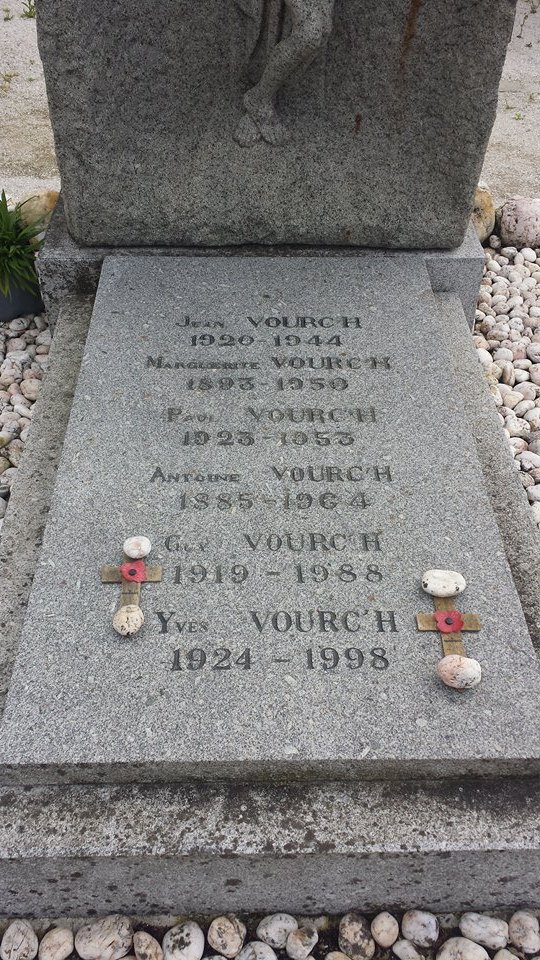 Jean VOURC'H
1920-1944
Marguerite VOURC'H
1893-1950
Paul VOURC'H
1923-1953
Antoine VOURC'H
1885-1964
Guy VOURC'H
1919-1988
Yves VOURC'H
1924-1998